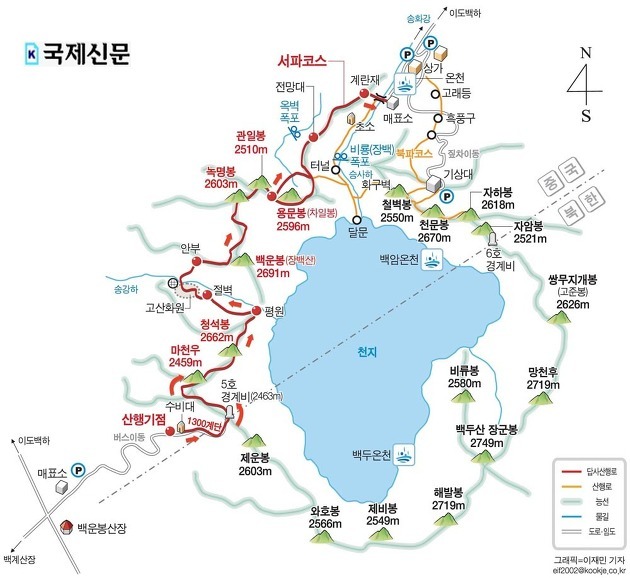 국제신문
송화강
이도백하
N
S
P
P
상가
온천
고래등
서파코스
계란재
전망대
매표소
초소
흑풍구
옥벽
폭포
관일봉
2510m
비룡(장백)
폭포
북파코스
질차이동
터널
승사하
녹명봉
2603m
회구벽
기상대
P
철벽봉
2550m
자하봉
2618m
중국
북한
용문봉(차일봉)
2596m
달문
천문봉
2670m
자암봉
2521m
6호
경계비
안부
백운봉(장백산)
2691m
백암온천
쌍무지개봉
(고준봉)
2626m
송강하
절벽
고산화원
평원
청석봉
2662m
천지
마천우
2459m
5호
경계비(2463m)
비류봉
2580m
망천후
2719m
수비대
산행기점
1300계단
버스이동
백두산 장군봉
2749m
제운봉
2603m
백두온천
이도백하
매표소
P
백운봉산장
백계산장
와호봉
2566m
제비봉
2549m
해발봉
2719m
답사산행로
산행로
능선
물길
도로·임도
그래픽=이재민 기자
eif2002@kookje.co.kr